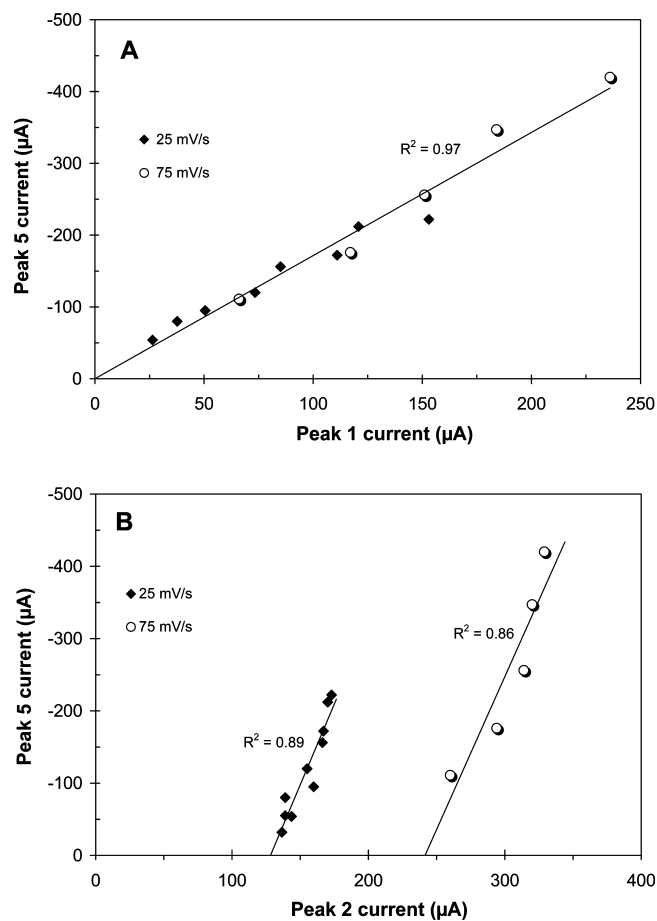 A
-500
-400
-300
-200
-100
0
Peak 5 current (µA)
25 mV/s
75 mV/s
R² = 0.97
0 50 100 150 200 250
Peak 1 current (µA)
B
-500
-400
-300
-200
-100
0
Peak 5 current (µA)
25 mV/s
75 mV/s
R² = 0.89
R² = 0.86
0 100 200 300 400
Peak 2 current (µA)